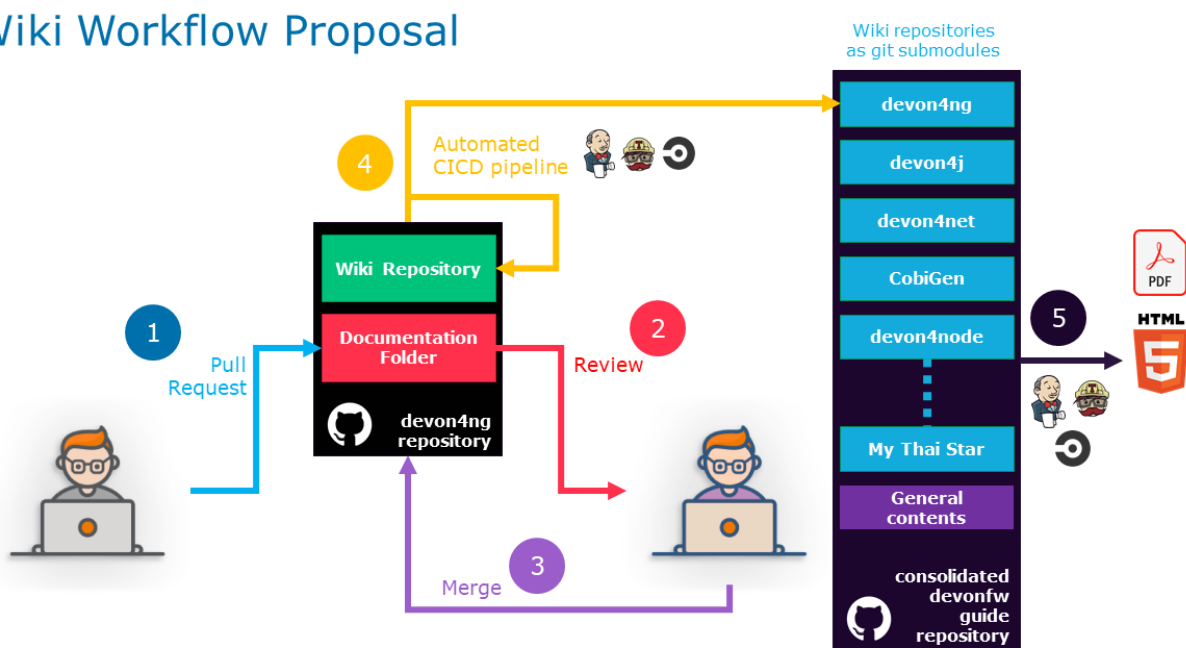 Wiki Workflow Proposal
Wiki repositories
as git submodules
devon4ng
4
Automated
CICD pipeline
devon4j
devon4net
Wiki Repository
CobiGen
PDF
1
2
5
HTML
Documentation
Folder
devon4node
Pull
Request
Review
devon4ng
repository
My Thai Star
General
contents
3
Merge
consolidated
devonfw
guide
repository